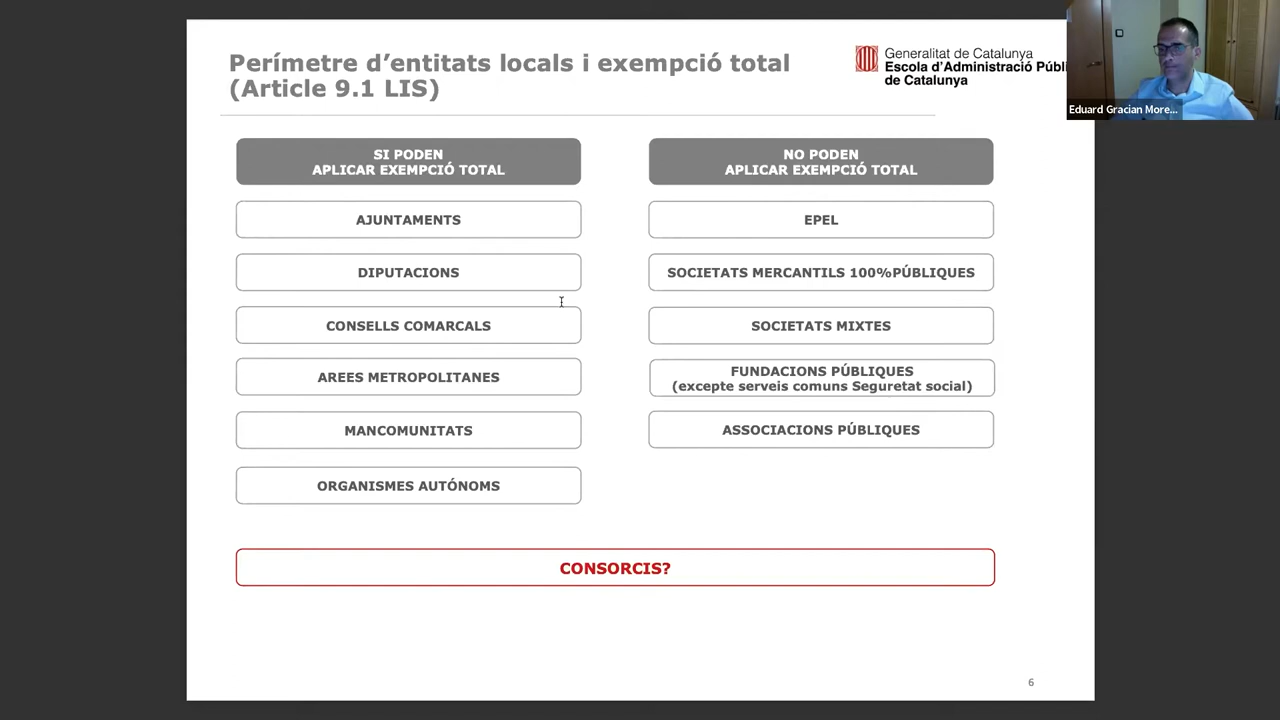 Perímetre d'entitats locals i exempció total
(Article 9.1 LIS)
Generalitat de Catalunya
Escola d'Administració Públi
de Catalunya
Eduard Gracian More...
SI PODEN
APLICAR EXEMPCIÓ TOTAL
AJUNTAMENTS
DIPUTACIONS
CONSELLS COMARCALS
AREES METROPOLITANES
MANCOMUNITATS
ORGANISMES AUTÓNOMS
NO PODEN
APLICAR EXEMPCIÓ TOTAL
EPEL
SOCIETATS MERCANTILS 100%PÚBLIQUES
SOCIETATS MIXTES
FUNDACIONS PÚBLIQUES
(excepte serveis comuns Seguretat social)
ASSOCIACIONS PÚBLIQUES
CONSORCIS?
6